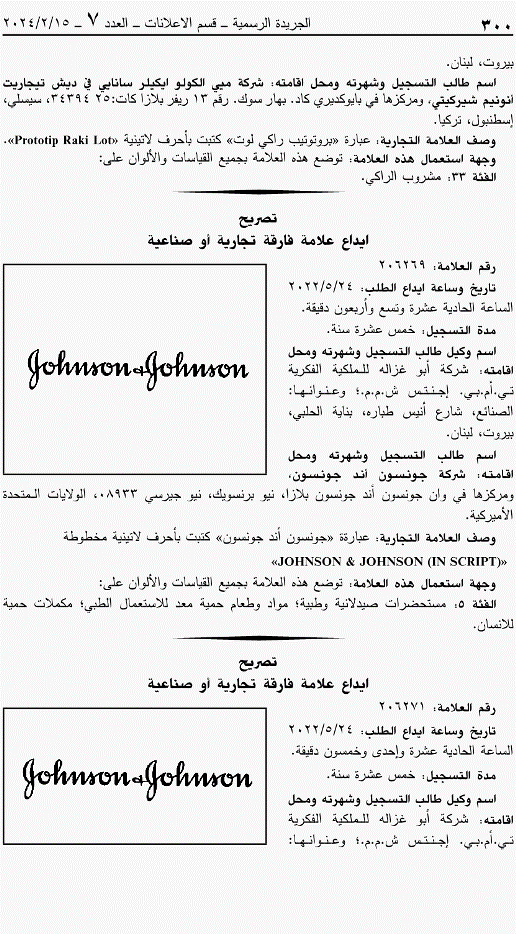 ٣٠٠ الجريدة الرسمية ــ قسم الاعلانات ــ العدد ٧ ــ ٢٠٢٤/٢/١٥
بيروت، لبنان.
اسم طالب التسجيل وشهرته ومحل اقامته: شركة ميي الكولو ايكيلر سانايي في ديش تيجاريت
انونيم شيركيتي، ومركزها في بايوكديري كاد. بهار سوك. رقم ١٣ ريفر بلازا كات:٢٥ ٣٤٣٩٤، سيسلي،
إسطنبول، تركيا.
وصف العلامة التجارية: عبارة «بروتوتيب راكي لوت» كتبت بأحرف لاتينية «Prototip Raki Lot».
وجهة استعمال هذه العلامة: توضع هذه العلامة بجميع القياسات والألوان على:
الفئة ٣٣: مشروب الراكي.
تصريح
ايداع علامة فارقة تجارية أو صناعية
رقم العلامة: ٢٠٦٢٦٩
تاريخ وساعة ايداع الطلب: ٢٠٢٢/٥/٢٤
الساعة الحادية عشرة وتسع وأربعون دقيقة.
مدة التسجيل: خمس عشرة سنة.
اسم وكيل طالب التسجيل وشهرته ومحل
اقامته: شركة أبو غزاله للملكية الفكرية
تي.أم.بي. إجنتس ش.م.م.؛ وعنوانها:
الصنائع، شارع أنيس طباره، بناية الحلبي،
بيروت، لبنان.
Johnson & Johnson
اسم طالب التسجيل وشهرته ومحل
اقامته: شركة جونسون أند جونسون،
ومركزها في وان جونسون أند جونسون بلازا، نيو برنسويك، نيو جيرسي ٠٨٩٣٣، الولايات المتحدة
الأميركية.
وصف العلامة التجارية: عبارة «جونسون أند جونسون» كتبت بأحرف لاتينية مخطوطة
«JOHNSON & JOHNSON (IN SCRIPT)»
وجهة استعمال هذه العلامة: توضع هذه العلامة بجميع القياسات والألوان على:
الفئة ٥: مستحضرات صيدلانية وطبية؛ مواد وطعام حمية معد للاستعمال الطبي؛ مكملات حمية
للانسان.
تصريح
ايداع علامة فارقة تجارية أو صناعية
رقم العلامة: ٢٠٦٢٧١
تاريخ وساعة ايداع الطلب: ٢٠٢٢/٥/٢٤
الساعة الحادية عشرة وإحدى وخمسون دقيقة.
مدة التسجيل: خمس عشرة سنة.
اسم وكيل طالب التسجيل وشهرته ومحل
اقامته: شركة أبو غزاله للملكية الفكرية
تي.أم.بي. إجنتس ش.م.م.؛ وعنوانها:
Johnson & Johnson